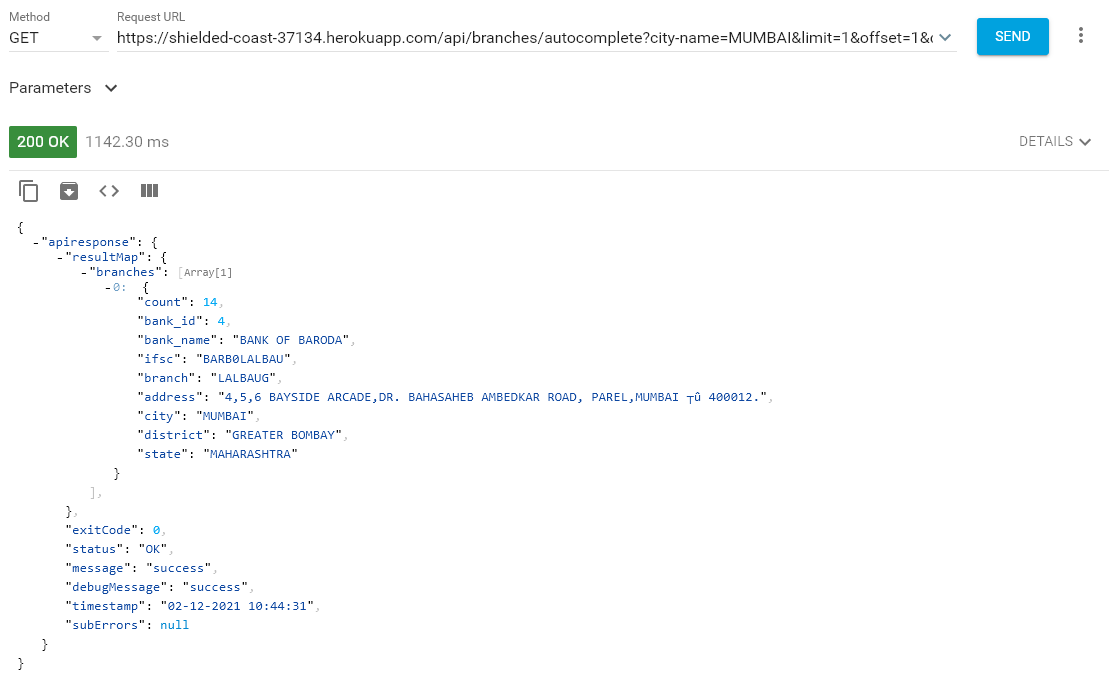 Method
Request URL
GET
https://shielded-coast-37134.herokuapp.com/api/branches/autocomplete?city-name=MUMBAI&limit=1&offset=1&
SEND
Parameters
200 OK 1142.30 ms
DETAILS
{
-"apiresponse": {
-"resultMap": {
-"branches": [Array[1]
-0: {
"count": 14,
"bank_id": 4,
"bank_name": "BANK OF BARODA",
"ifsc": "BARB0LALBAU",
"branch": "LALBAUG",
"address": "4,5,6 BAYSIDE ARCADE,DR. BAHASAHEB AMBEDKAR ROAD, PAREL,MUMBAI ┬û 400012.",
"city": "MUMBAI",
"district": "GREATER BOMBAY",
"state": "MAHARASHTRA"
}
],
},
"exitCode": 0,
"status": "OK",
"message": "success",
"debugMessage": "success",
"timestamp": "02-12-2021 10:44:31",
"subErrors": null
}
}